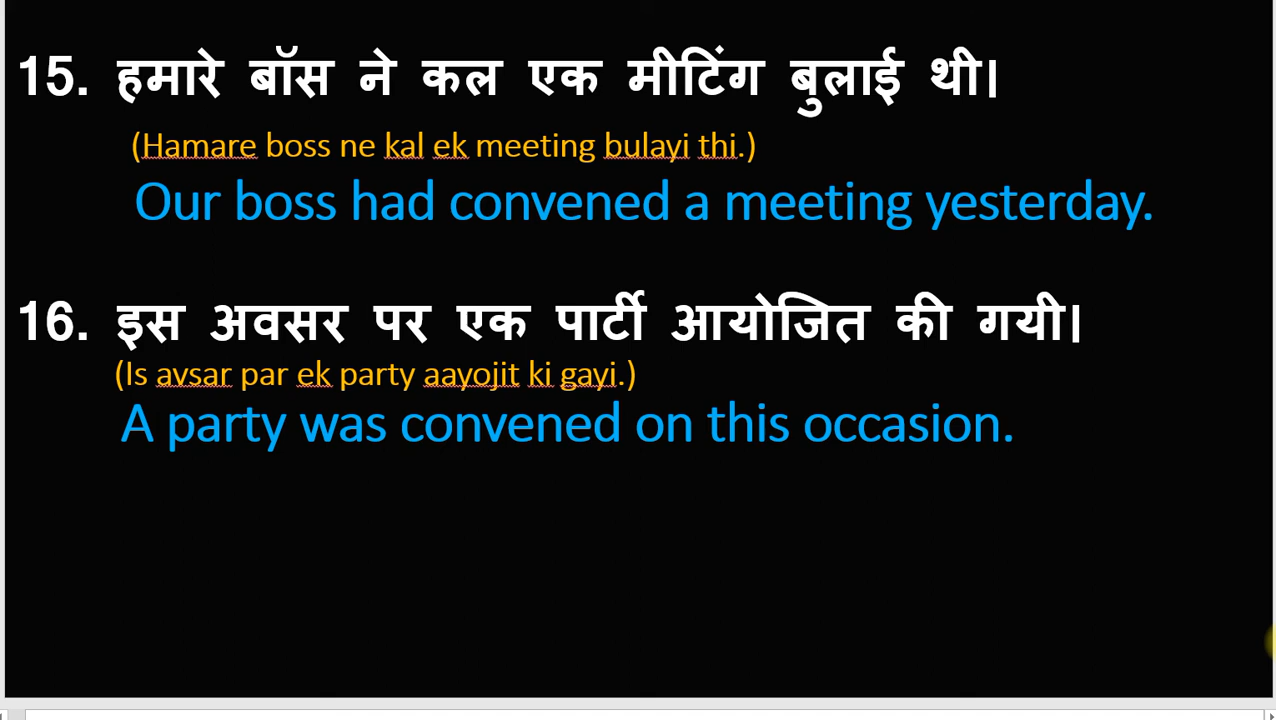 15. हमारे बॉस ने कल एक मीटिंग बुलाई थी।
(Hamare boss ne kal ek meeting bulayi thi.)
Our boss had convened a meeting yesterday.
16. इस अवसर पर एक पार्टी आयोजित की गयी।
(Is avsar par ek party aayojit ki gayi.)
A party was convened on this occasion.